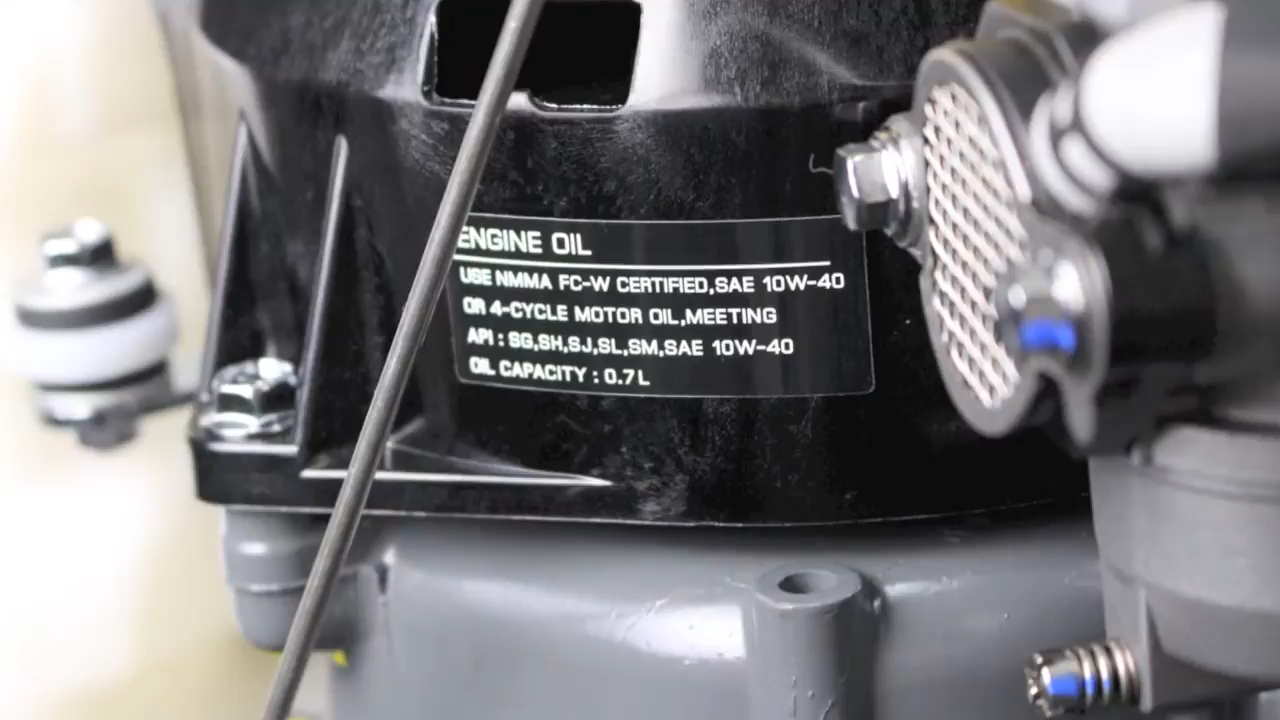 ENGINE OIL
USE NMMA FC-W CERTIFIED,SAE 10W-40
OR 4-CYCLE MOTOR OIL,MEETING
API : SG,SH,SJ,SL,SM,SAE 10W-40
OIL CAPACITY : 0.7L